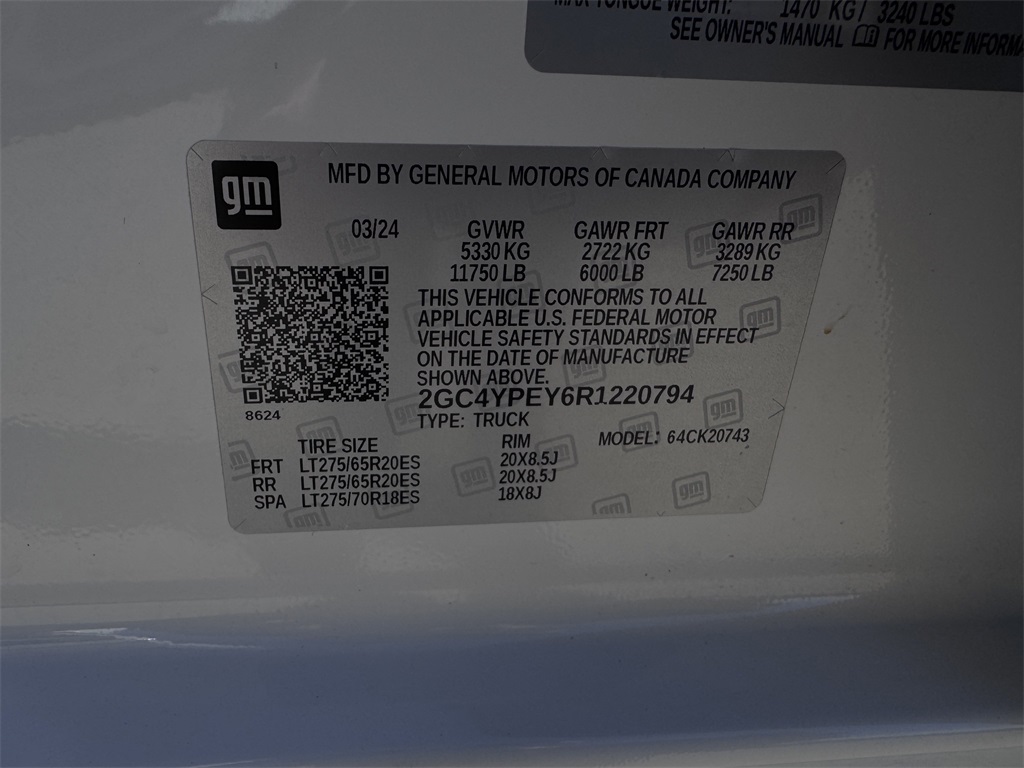 MAX TONGUE WEIGHT: 1470 KG/ 3240 LBS
SEE OWNER'S MANUAL FOR MORE
gm
MFD BY GENERAL MOTORS OF CANADA COMPANY
03/24 GVWR GAWR FRT GAWR RR
5330 KG 2722 KG 3289 KG
11750 LB 6000 LB 7250 LB
THIS VEHICLE CONFORMS TO ALL
APPLICABLE U.S. FEDERAL MOTOR
VEHICLE SAFETY STANDARDS IN EFFECT
ON THE DATE OF MANUFACTURE
SHOWN ABOVE.
2GC4YPEY6R1220794
8624
TYPE: TRUCK
TIRE SIZE RIM MODEL: 64CK20743
FRT LT275/65R20ES 20X8.5J
RR LT275/65R20ES 20X8.5J
SPA LT275/70R18ES 18X8J